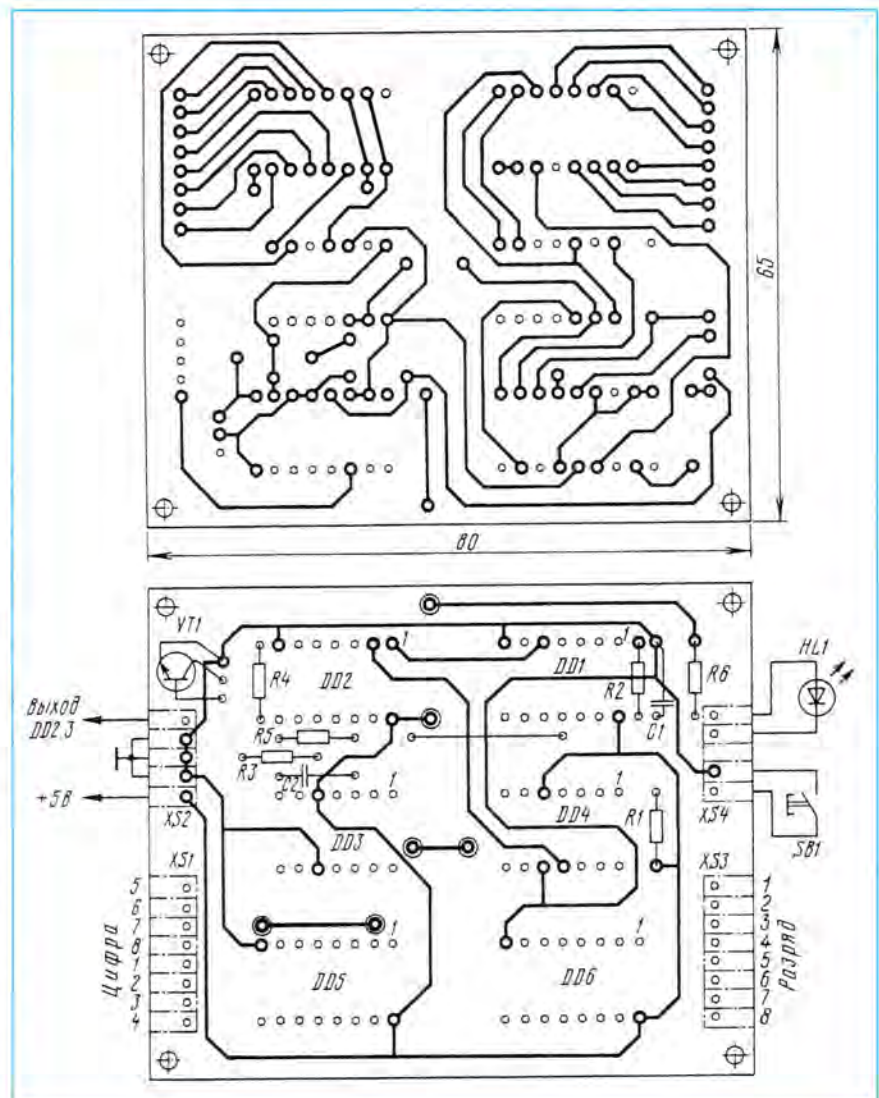 65
80
VT1
1
1
HL1
R4
DD2
DD1
R2
R6
Выход
DD2.3
R5
C1
R3
C2
1
1
+5В
XS2
DD3
DD4
R1
XS4
SB1
XS1
XS3
Цифра
5
6
7
8
1
2
3
4
1
1
DD5
DD6
1
2
3
4
5
6
7
8
Разряд